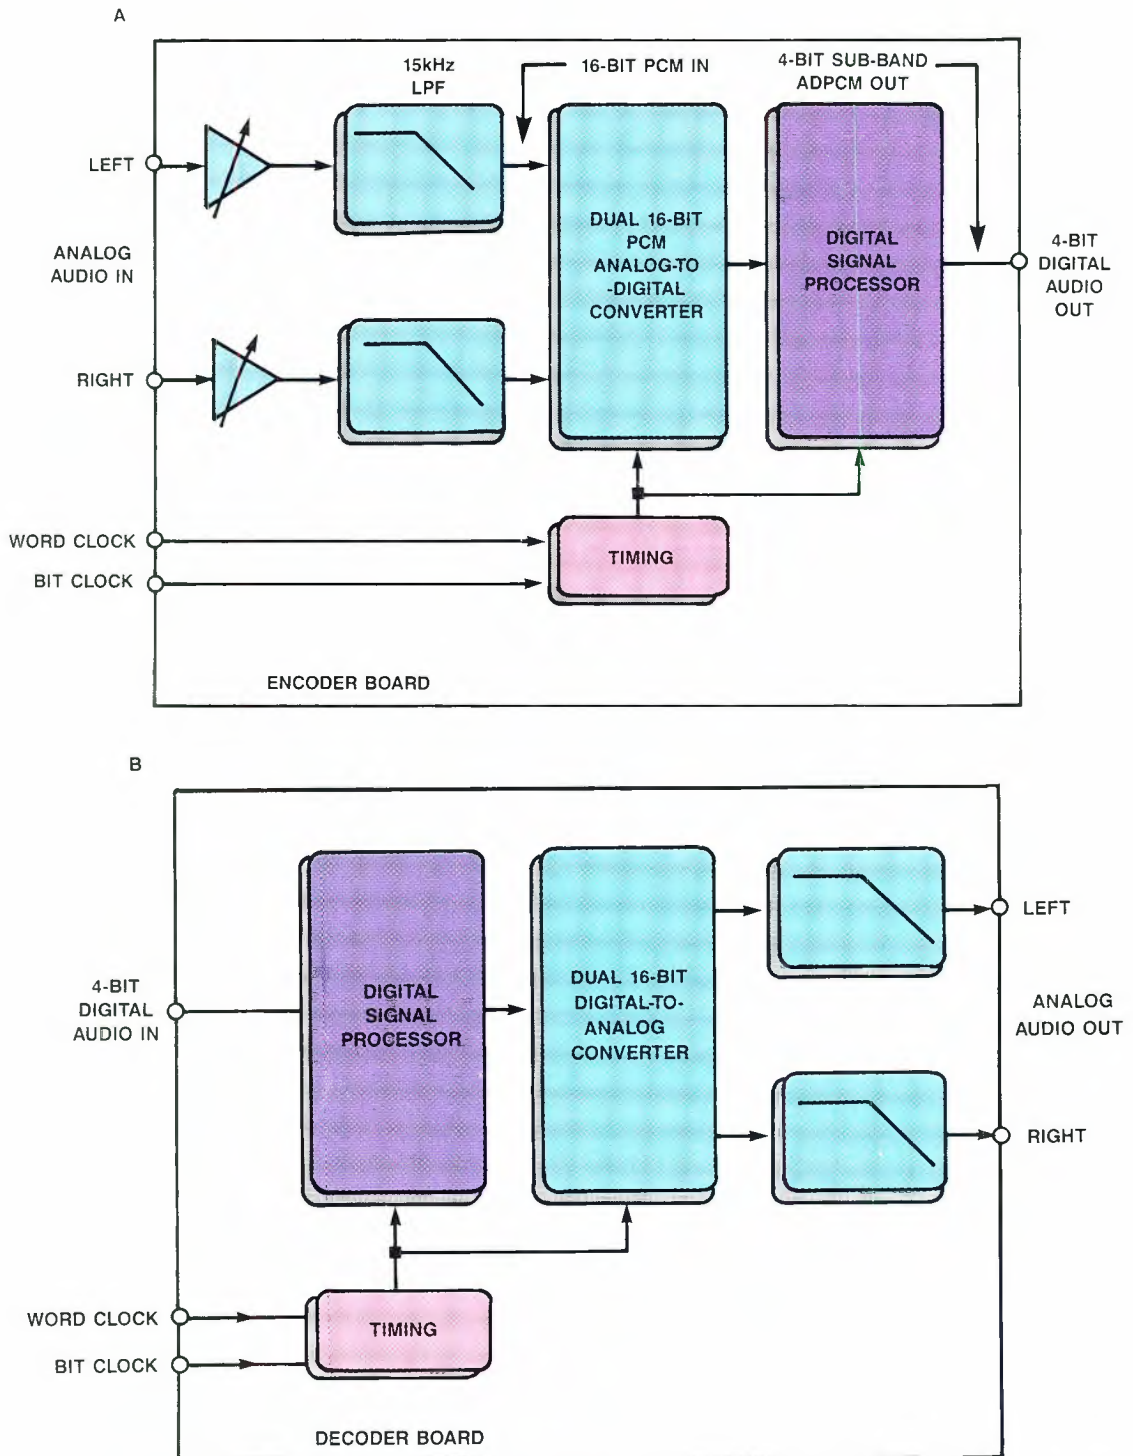 A
15kHz
LPF
16-BIT PCM IN
4-BIT SUB-BAND
ADPCM OUT
LEFT
ANALOG
AUDIO IN
RIGHT
DUAL 16-BIT
PCM
ANALOG-TO
-DIGITAL
CONVERTER
DIGITAL
SIGNAL
PROCESSOR
4-BIT
DIGITAL
AUDIO
OUT
WORD CLOCK
BIT CLOCK
TIMING
ENCODER BOARD
B
4-BIT
DIGITAL
AUDIO IN
DIGITAL
SIGNAL
PROCESSOR
DUAL 16-BIT
DIGITAL-TO-
ANALOG
CONVERTER
LEFT
ANALOG
AUDIO OUT
RIGHT
WORD CLOCK
BIT CLOCK
TIMING
DECODER BOARD